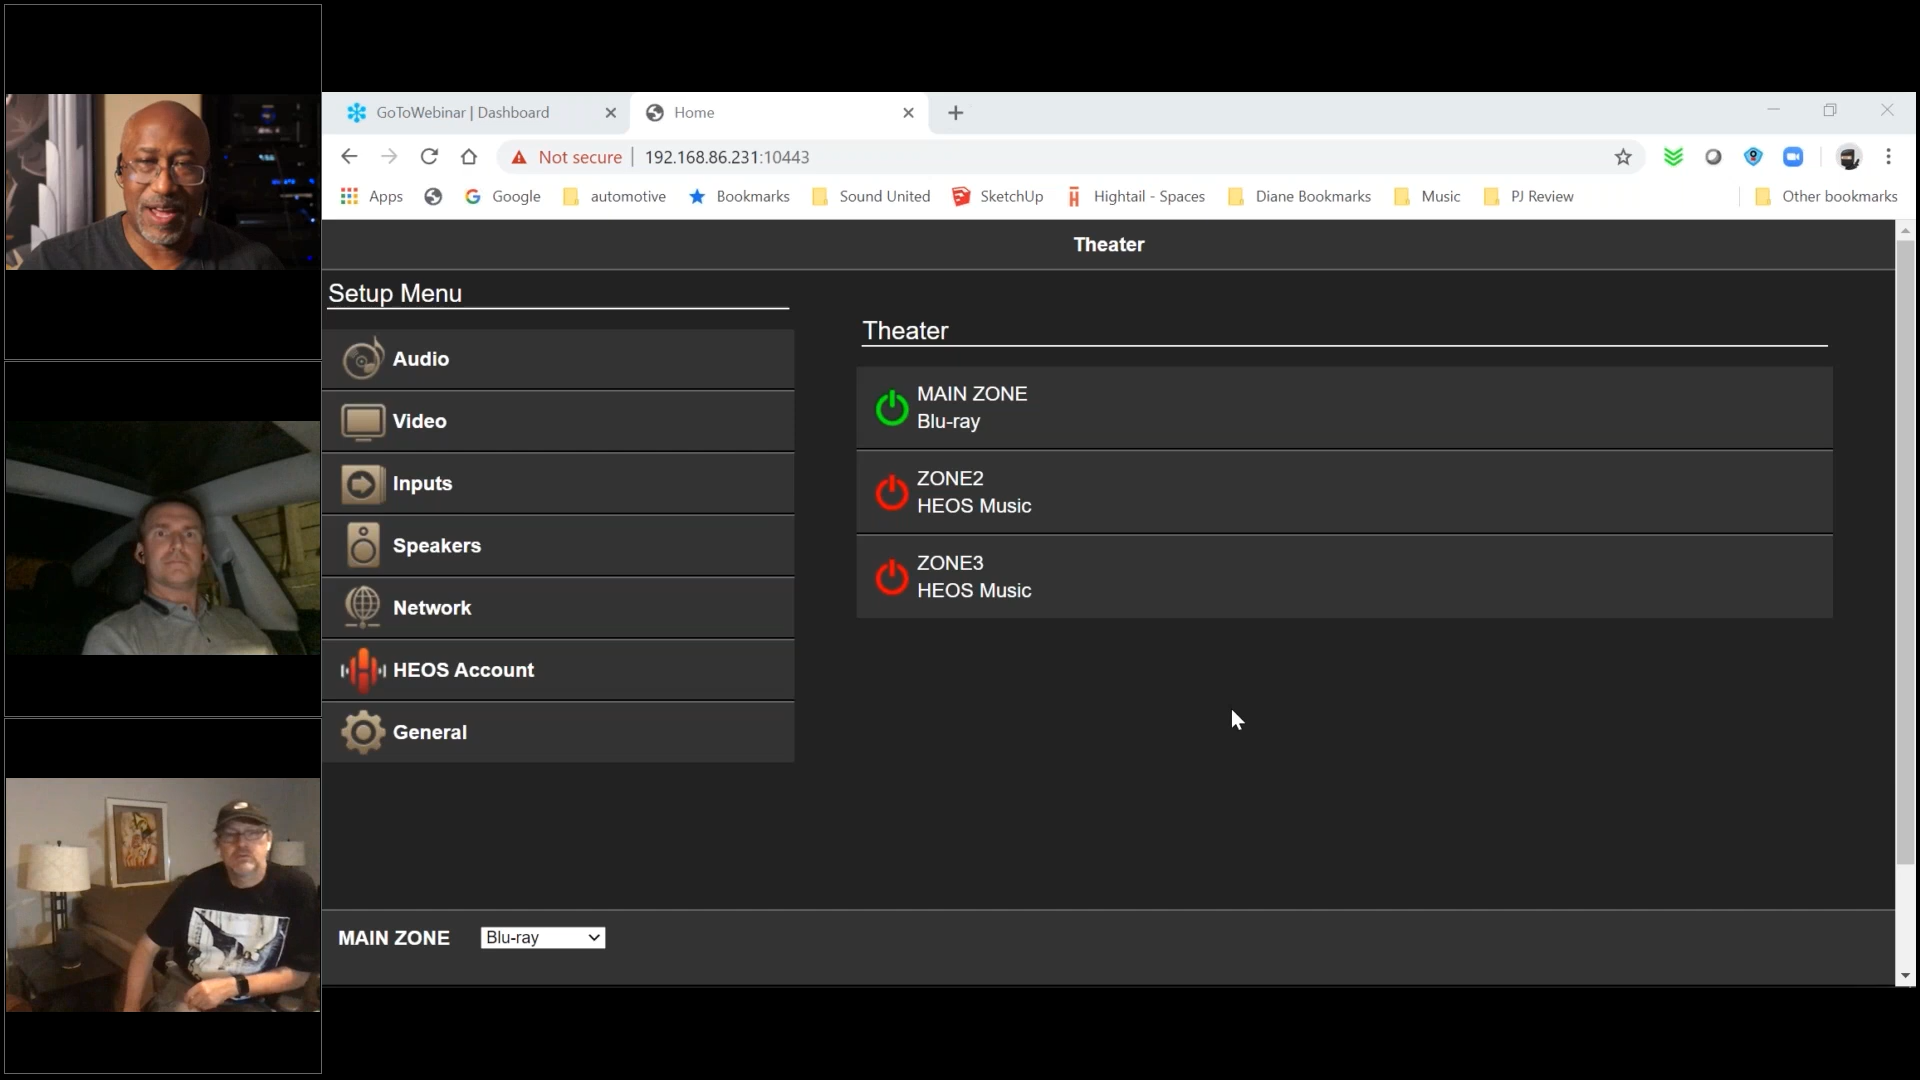 GoToWebinar | Dashboard
Home
Not secure
192.168.86.231:10443
Apps
Google
automotive
Bookmarks
Sound United
SketchUp
Hightail - Spaces
Diane Bookmarks
Music
PJ Review
Other bookmarks
Theater
Setup Menu
Audio
Video
Inputs
Speakers
Network
HEOS Account
General
Theater
MAIN ZONE
Blu-ray
ZONE2
HEOS Music
ZONE3
HEOS Music
MAIN ZONE
Blu-ray